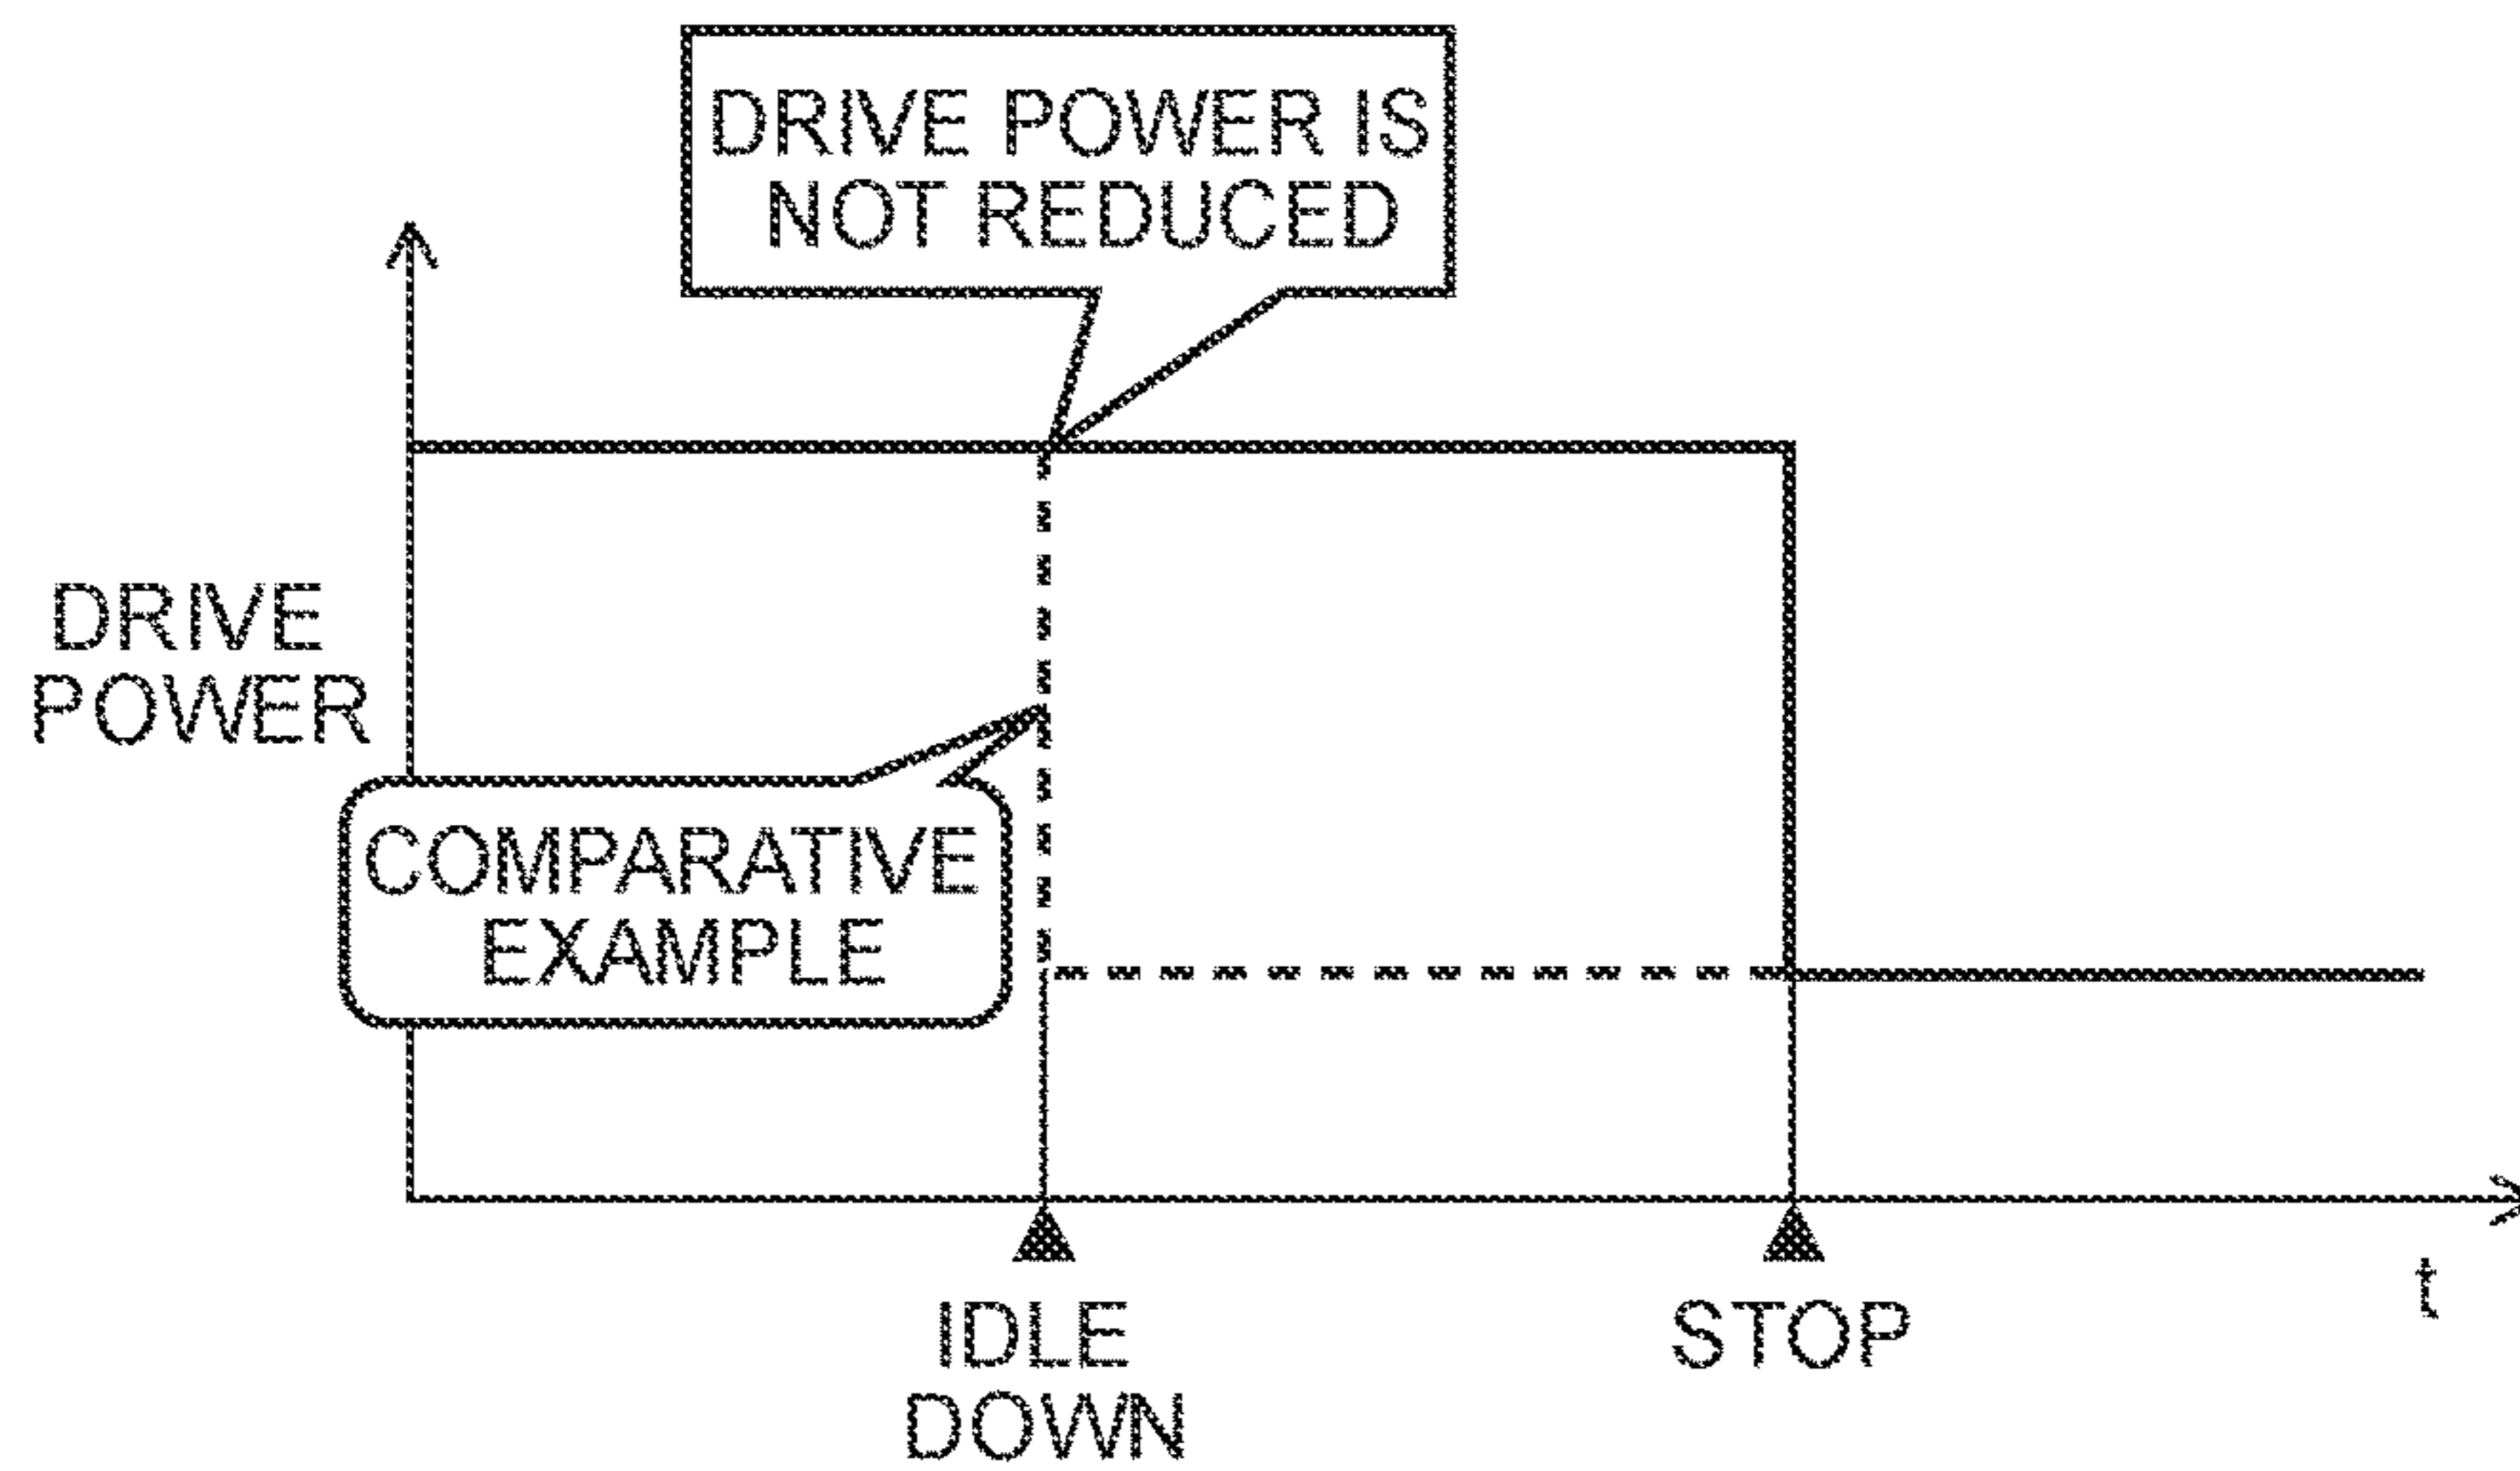 DRIVE POWER IS
NOT REDUCED
DRIVE
POWER
COMPARATIVE
EXAMPLE
IDLE
DOWN
STOP
t